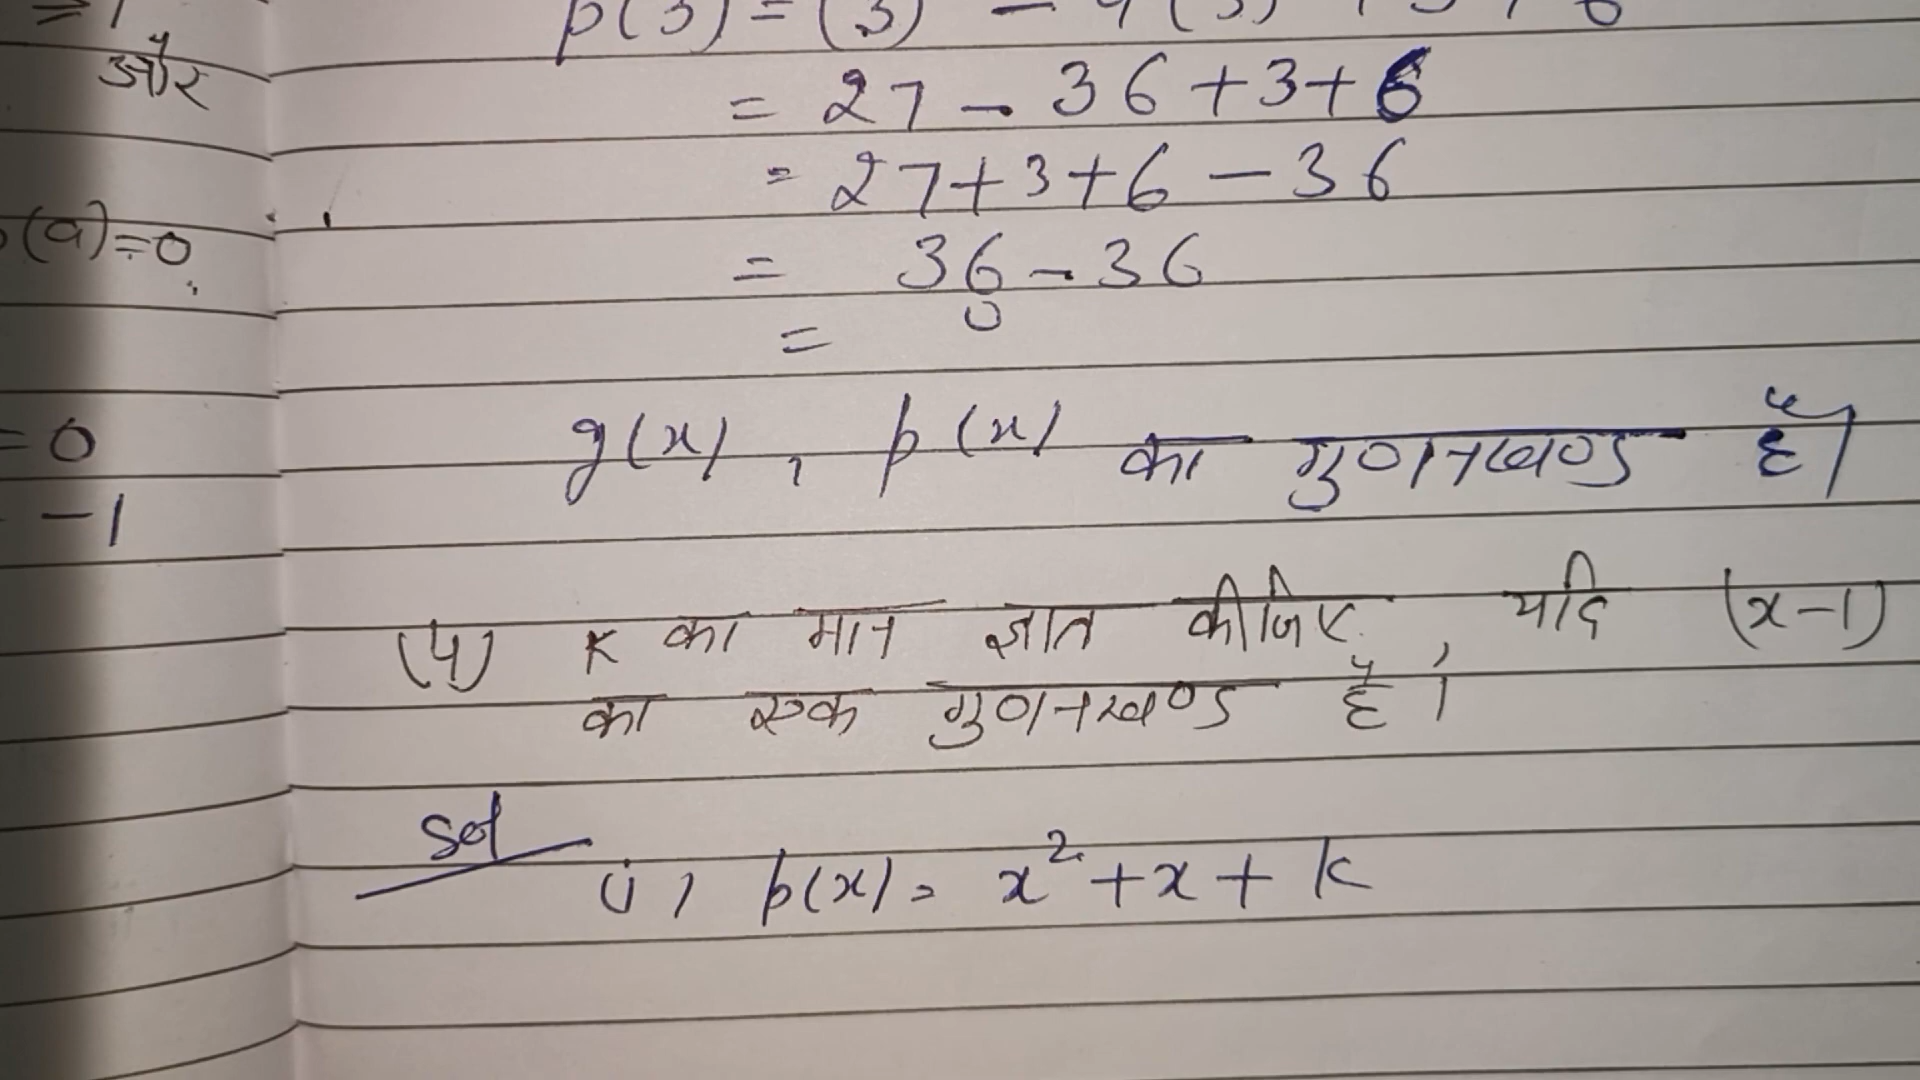 और
(a)=0
=0
-1
= 27 - 36 + 3 + 6
= 27+3+6 - 36
= 36 - 36
= 0
g(x), p(x) का गुणनखण्ड है।
(4) K का मान ज्ञात कीजिए, यदि (x-1)
का एक गुणनखण्ड है।
Sol
(i) p(x) = x² + x + k